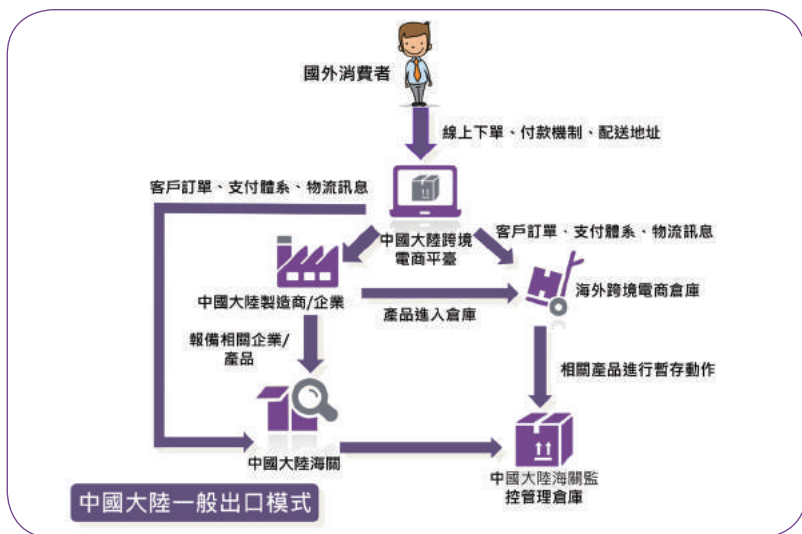 國外消費者
線上下單、付款機制、配送地址
客戶訂單、支付體系、物流訊息
中國大陸跨境
電商平臺
客戶訂單、支付體系、物流訊息
中國大陸製造商/企業
產品進入倉庫
海外跨境電商倉庫
報備相關企業/
產品
相關產品進行暫存動作
中國大陸海關
中國大陸海關監
控管理倉庫
中國大陸一般出口模式